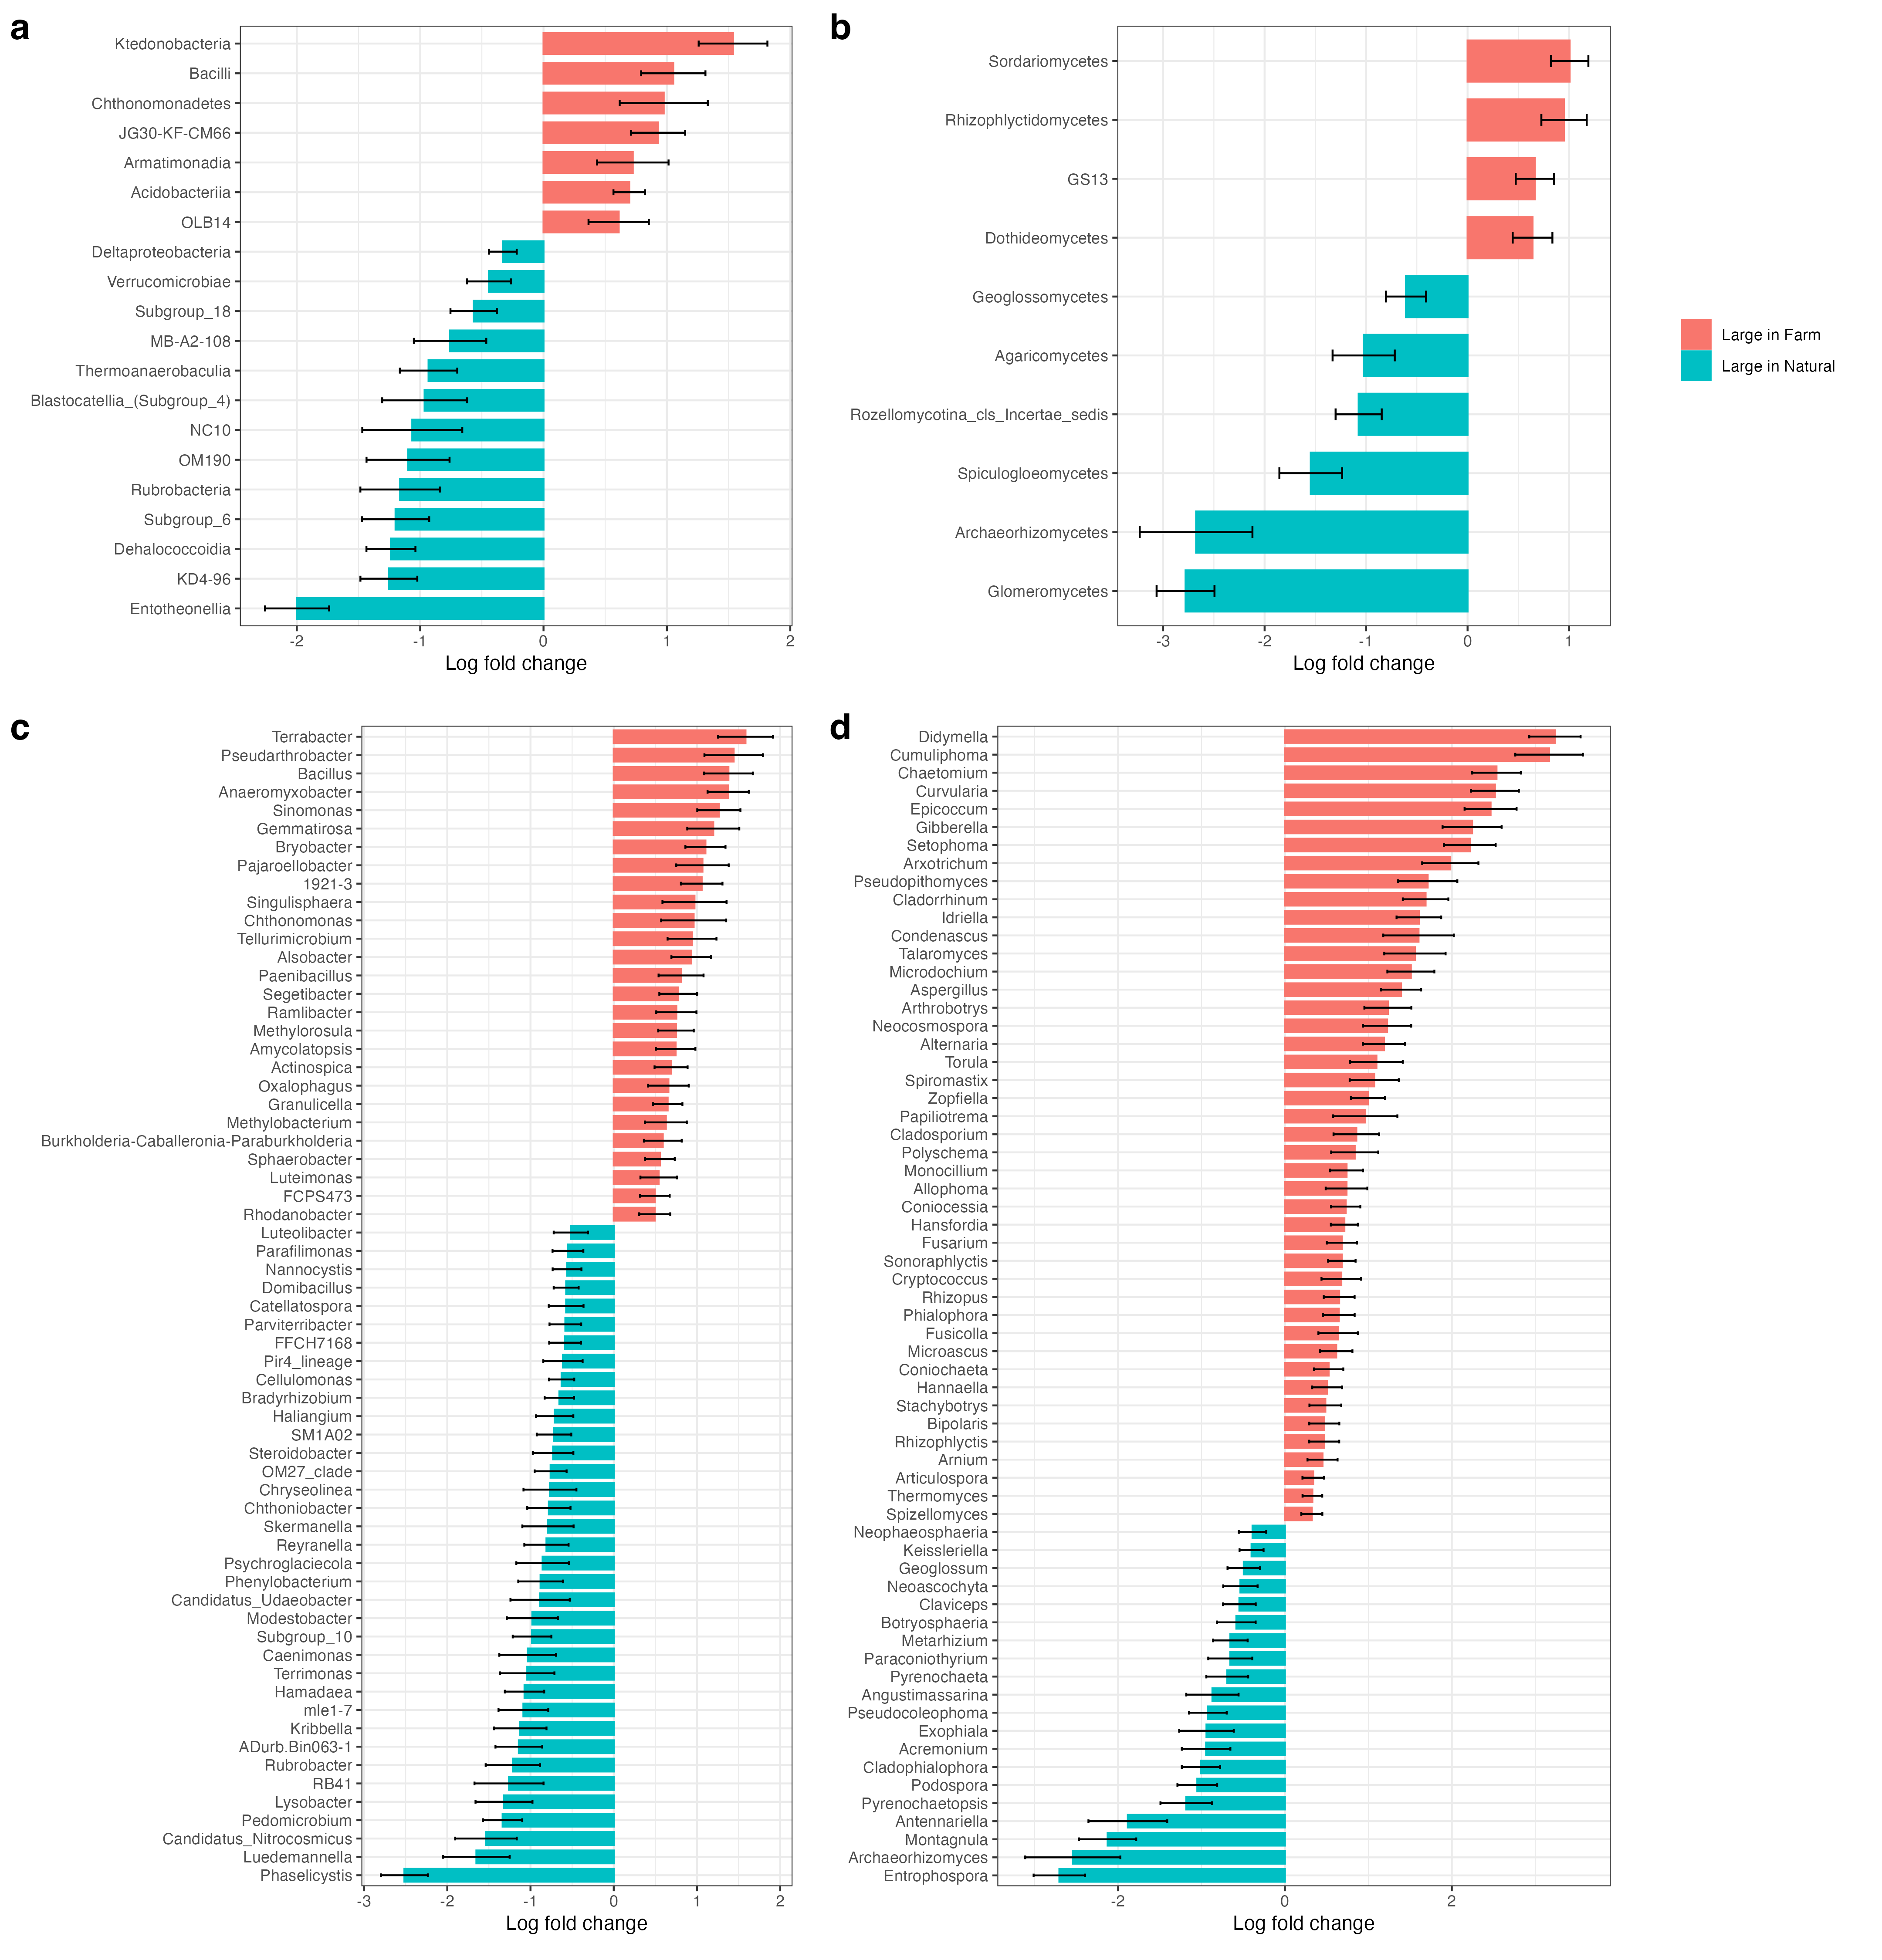 a
Ktedonobacteria
Bacilli
Chthonomonadetes
JG30-KF-CM66
Armatimonadia
Acidobacteriia
OLB14
Deltaproteobacteria
Verrucomicrobiae
Subgroup_18
MB-A2-108
Thermoanaerobaculia
Blastocatellia_(Subgroup_4)
NC10
OM190
Rubrobacteria
Subgroup_6
Dehalococcoidia
KD4-96
Entotheonellia
-2 -1 0 1 2
Log fold change
b
Sordariomycetes
Rhizophlyctidomycetes
GS13
Dothideomycetes
Geoglossomycetes
Agaricomycetes
Rozellomycotina_cls_Incertae_sedis
Spiculogloeomycetes
Archaeorhizomycetes
Glomeromycetes
-3 -2 -1 0 1
Log fold change
Large in Farm
Large in Natural
c
Terrabacter
Pseudarthrobacter
Bacillus
Anaeromyxobacter
Sinomonas
Gemmatirosa
Bryobacter
Pajaroellobacter
1921-3
Singulisphaera
Chthonomonas
Tellurimicrobium
Alsobacter
Paenibacillus
Segetibacter
Ramlibacter
Methylorosula
Amycolatopsis
Actinospica
Oxalophagus
Granulicella
Methylobacterium
Burkholderia-Caballeronia-Paraburkholderia
Sphaerobacter
Luteimonas
FCPS473
Rhodanobacter
Luteolibacter
Parafilimonas
Nannocystis
Domibacillus
Catellatospora
Parviterribacter
FFCH7168
Pir4_lineage
Cellulomonas
Bradyrhizobium
Haliangium
SM1A02
Steroidobacter
OM27_clade
Chryseolinea
Chthoniobacter
Skermanella
Reyranella
Psychroglaciecola
Phenylobacterium
Candidatus_Udaeobacter
Modestobacter
Subgroup_10
Caenimonas
Terrimonas
Hamadaea
mle1-7
Kribbella
ADurb.Bin063-1
Rubrobacter
RB41
Lysobacter
Pedomicrobium
Candidatus_Nitrocosmicus
Luedemannella
Phaselicystis
-3 -2 -1 0 1 2
Log fold change
d
Didymella
Cumuliphoma
Chaetomium
Curvularia
Epicoccum
Gibberella
Setophoma
Arxotrichum
Pseudopithomyces
Cladorrhinum
Idriella
Condenascus
Talaromyces
Microdochium
Aspergillus
Arthrobotrys
Neocosmospora
Alternaria
Torula
Spiromastix
Zopfiella
Papiliotrema
Cladosporium
Polyschema
Monocillium
Allophoma
Coniocessia
Hansfordia
Fusarium
Sonoraphlyctis
Cryptococcus
Rhizopus
Phialophora
Fusicolla
Microascus
Coniochaeta
Hannaella
Stachybotrys
Bipolaris
Rhizophlyctis
Arnium
Articulospora
Thermomyces
Spizellomyces
Neophaeosphaeria
Keissleriella
Geoglossum
Neoascochyta
Claviceps
Botryosphaeria
Metarhizium
Paraconiothyrium
Pyrenochaeta
Angustimassarina
Pseudocoleophoma
Exophiala
Acremonium
Cladophialophora
Podospora
Pyrenochaetopsis
Antennariella
Montagnula
Archaeorhizomyces
Entrophospora
-2 0 2
Log fold change